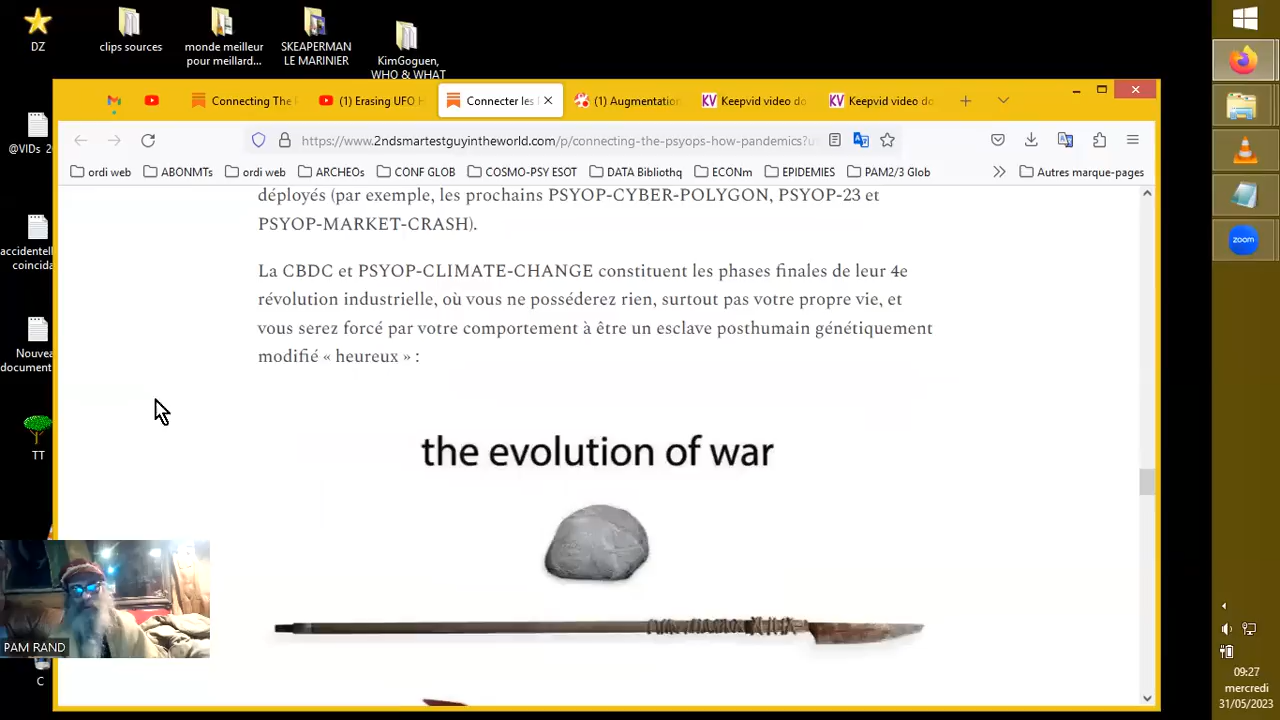 DZ
clips sources
monde meilleur
pour meillard...
SKEAPERMAN
LE MARINIER
KimGoguen,
WHO & WHAT
@VIDs
accidentell
coincida
Nouvea
document
TT
C
Connecting The
(1) Erasing UFO H
Connecter les
(1) Augmentation
Keepvid video do
Keepvid video do
https://www.2ndsmartestguyintheworld.com/p/connecting-the-psyops-how-pandemics?u
ordi web
ABONMTs
ordi web
ARCHEOs
CONF GLOB
COSMO-PSY ESOT
DATA Bibliothq
ECONm
EPIDEMIES
PAM2/3 Glob
Autres marque-pages
déployés (par exemple, les prochains PSYOP-CYBER-POLYGON, PSYOP-23 et
PSYOP-MARKET-CRASH).
La CBDC et PSYOP-CLIMATE-CHANGE constituent les phases finales de leur 4e
révolution industrielle, où vous ne posséderez rien, surtout pas votre propre vie, et
vous serez forcé par votre comportement à être un esclave posthumain génétiquement
modifié « heureux » :
the evolution of war
PAM RAND
zoom
09:27
mercredi
31/05/2023